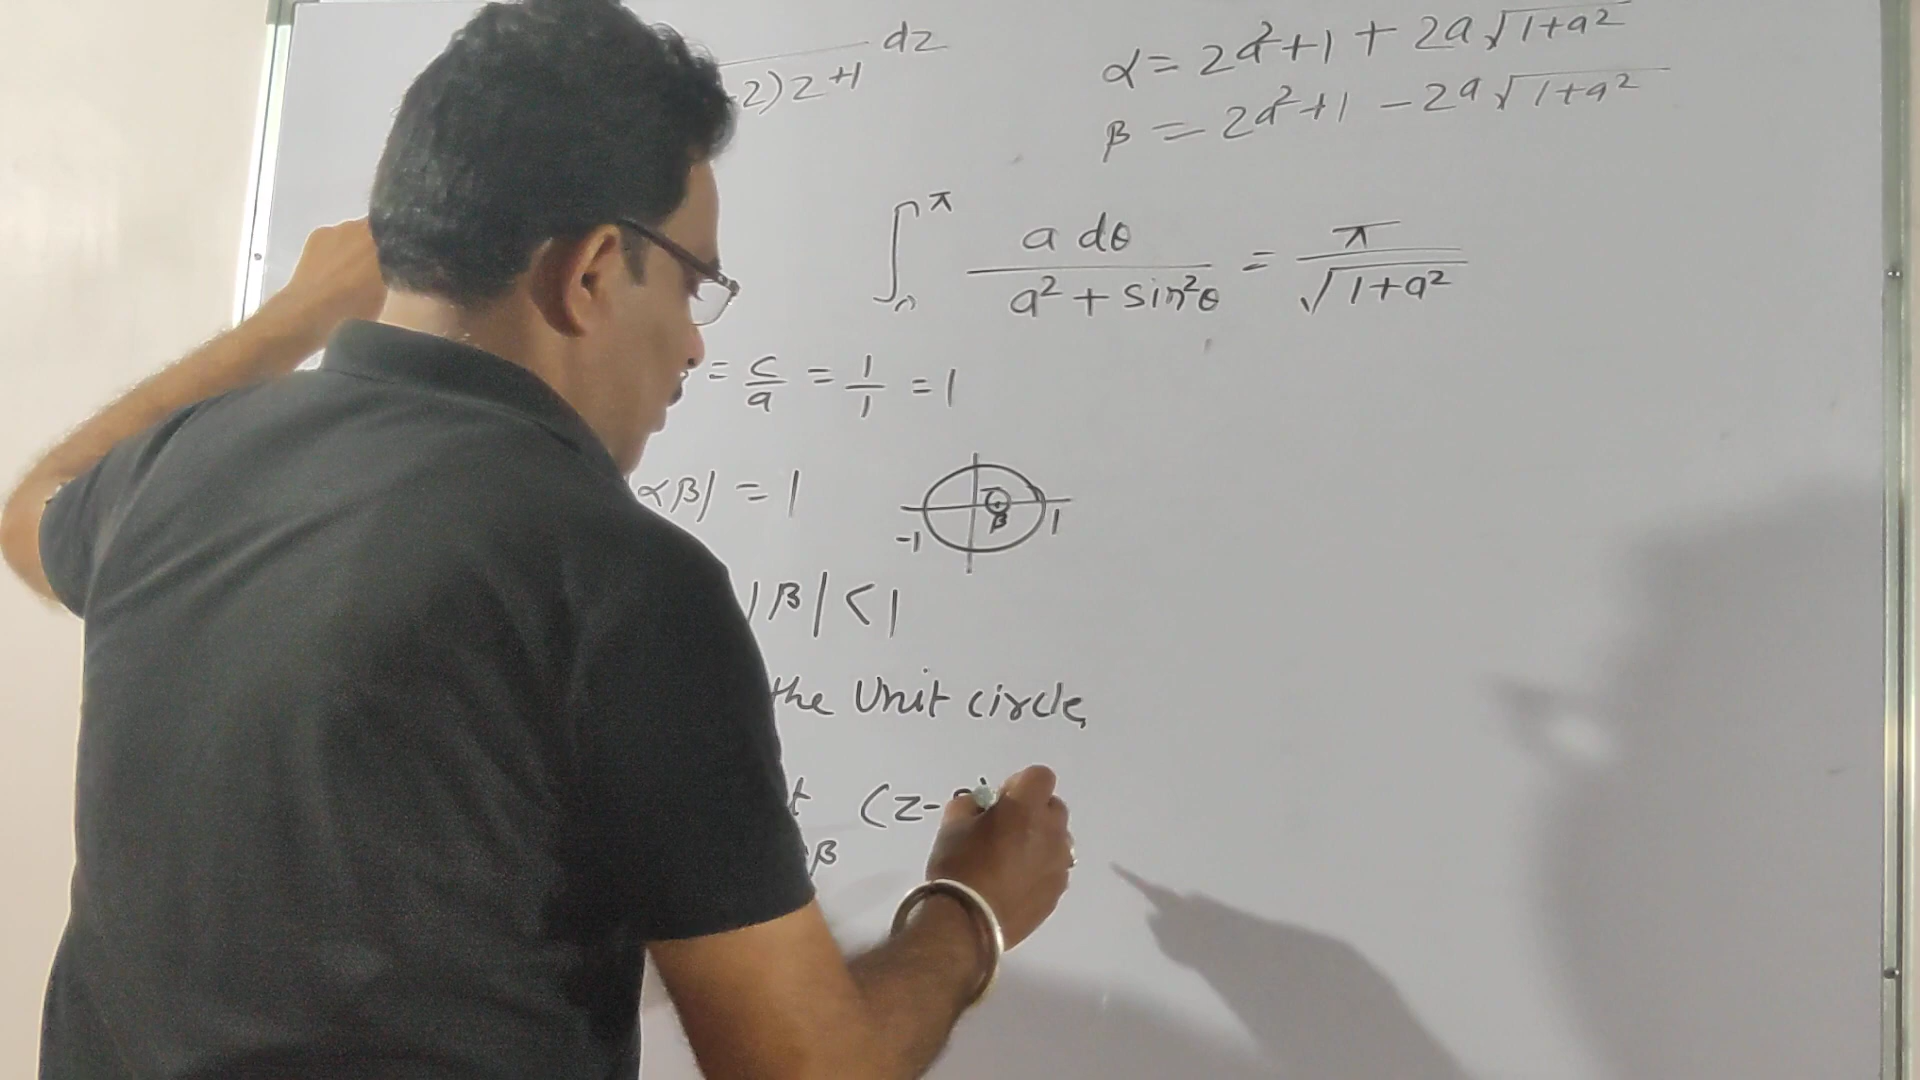 dz
2)z+1
α = 2a²+1 + 2a√1+a²
β = 2a²+1 - 2a√1+a²
∫₀^π a dθ / a² + sin²θ = π / √1+a²
= c/a = 1/1 = 1
|αβ| = 1
-1 β 1
|β| < 1
the Unit circle,
(z-
β